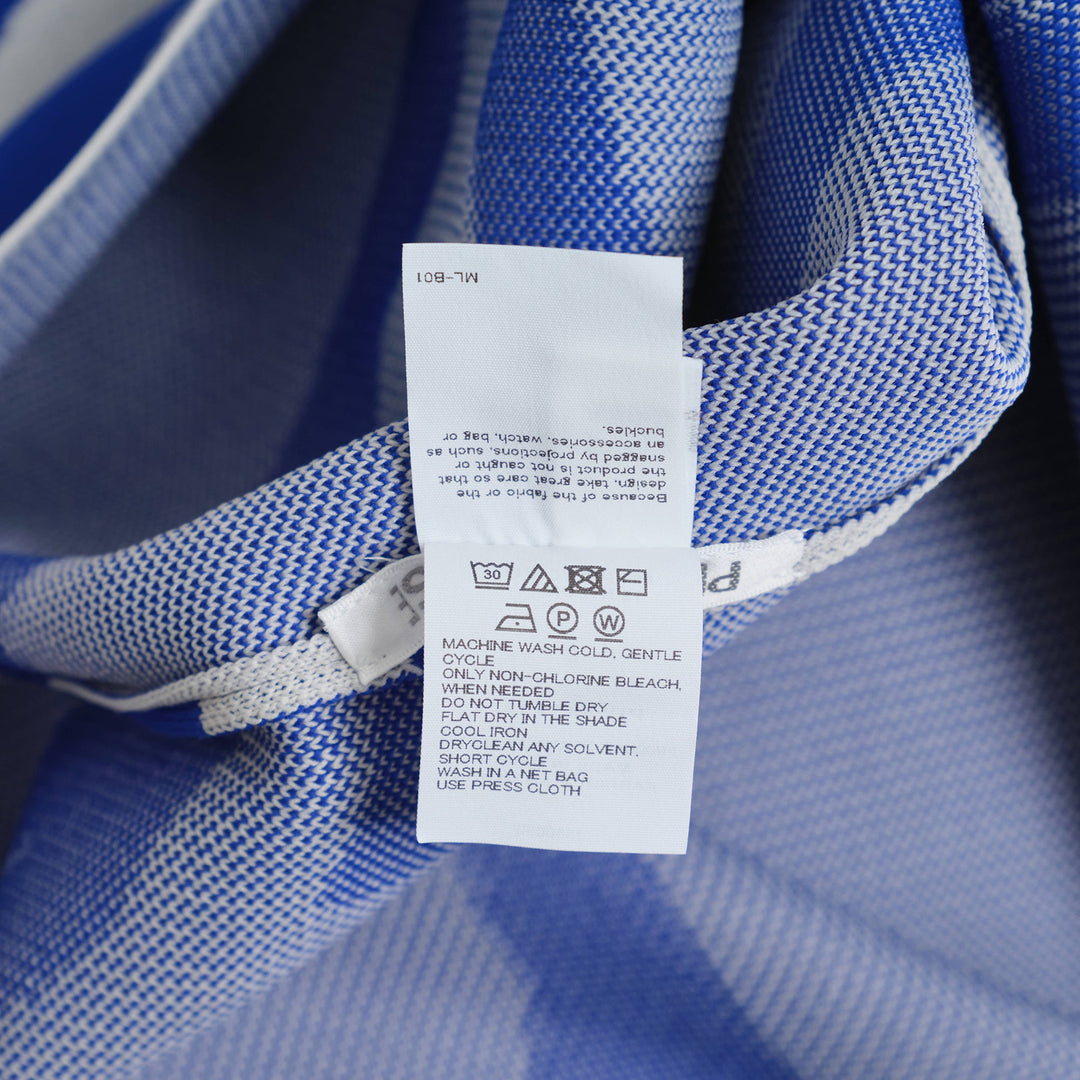 ML-B01
Because of the fabric or the
design, take great care so that
the product is not caught or
snagged by projections, such as
an accessories, watch, bag or
buckles.
30
P W
MACHINE WASH COLD, GENTLE
CYCLE
ONLY NON-CHLORINE BLEACH,
WHEN NEEDED
DO NOT TUMBLE DRY
FLAT DRY IN THE SHADE
COOL IRON
DRYCLEAN ANY SOLVENT,
SHORT CYCLE
WASH IN A NET BAG
USE PRESS CLOTH